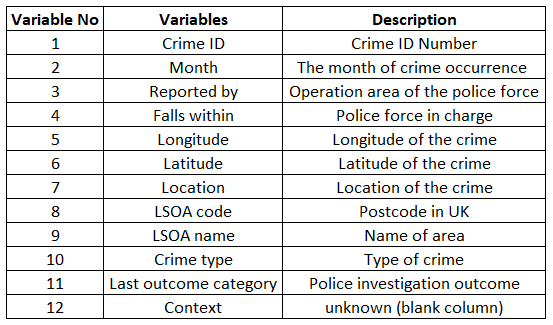 Variable No Variables Description
1 Crime ID Crime ID Number
2 Month The month of crime occurrence
3 Reported by Operation area of the police force
4 Falls within Police force in charge
5 Longitude Longitude of the crime
6 Latitude Latitude of the crime
7 Location Location of the crime
8 LSOA code Postcode in UK
9 LSOA name Name of area
10 Crime type Type of crime
11 Last outcome category Police investigation outcome
12 Context unknown (blank column)